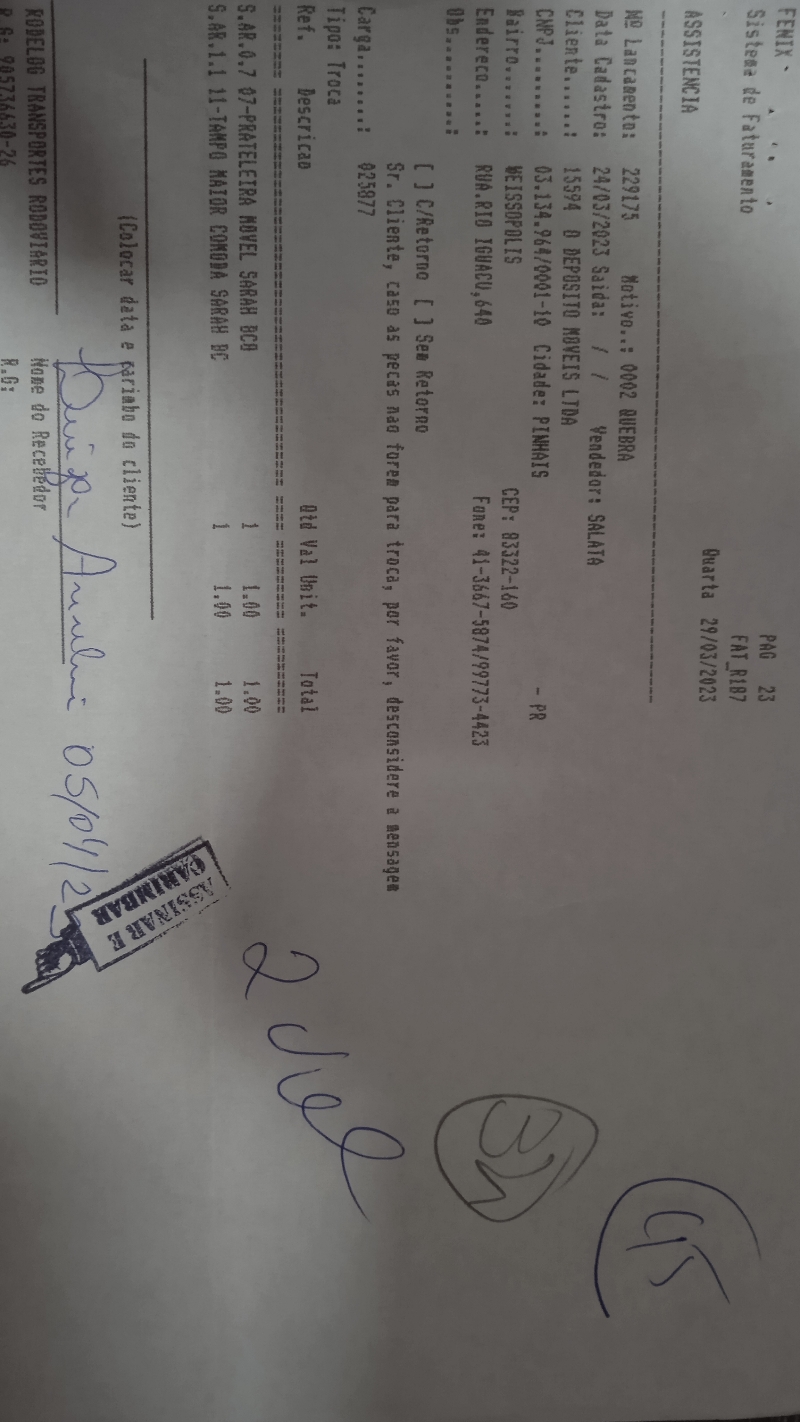 FENIX
PAG 23
Sistema de Faturamento FAT_R187
Quarta 29/03/2023
ASSISTENCIA
Nº Lancamento: 229175 Motivo..: 0002 QUEBRA
Data Cadastro: 24/03/2023 Saida: / / Vendedor: SALATA
Cliente......: 15594 O DEPOSITO MOVEIS LTDA
CNPJ.........: 03.134.964/0001-10 Cidade: PINHAIS - PR
Bairro.......: WEISSOPOLIS CEP: 83322-160
Endereco.....: RUA.RIO IGUACU,640 Fone: 41-3667-5874/99773-4423
Obs..........:
[ ] C/Retorno [ ] Sem Retorno
Sr. Cliente, caso as pecas nao forem para troca, por favor, desconsidere a mensagem
Carga........: 025877
Tipo: Troca
Ref. Descricao Qtd Val Unit. Total
S.AR.0.7 07-PRATELEIRA MOVEL SARAH BCO 1 1.00 1.00
S.AR.1.1 11-TAMPO MAIOR COMODA SARAH BC 1 1.00 1.00
(Colocar data e carimbo do cliente)
05/04/23
ASSINAR E
CARIMBAR
2 Vol
45
RODELOG TRANSPORTES RODOVIARIO Nome do Recebedor
R.G: 905736630-26 R.G: